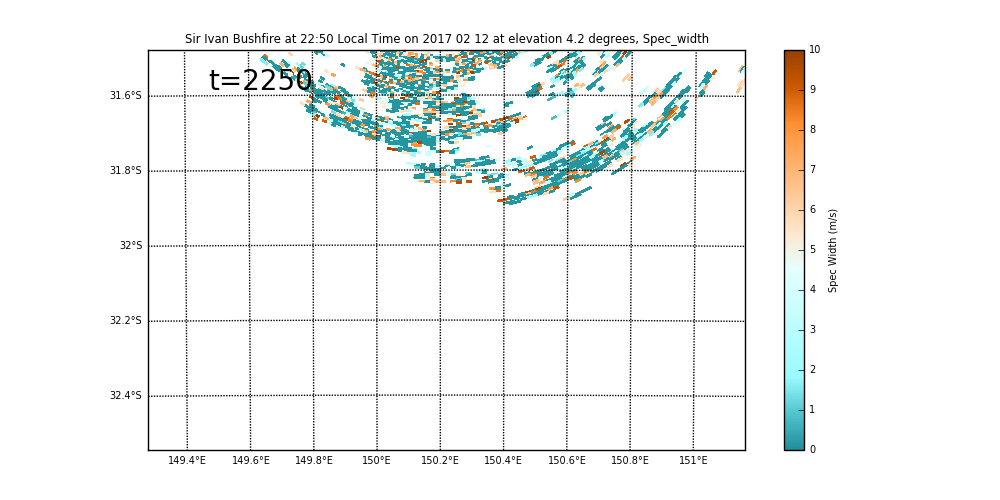 Sir Ivan Bushfire at 22:50 Local Time on 2017 02 12 at elevation 4.2 degrees, Spec_width
t=2250
31.6°S
31.8°S
32°S
32.2°S
32.4°S
149.4°E 149.6°E 149.8°E 150°E 150.2°E 150.4°E 150.6°E 150.8°E 151°E
10
9
8
7
6
5
4
3
2
1
0
Spec Width (m/s)